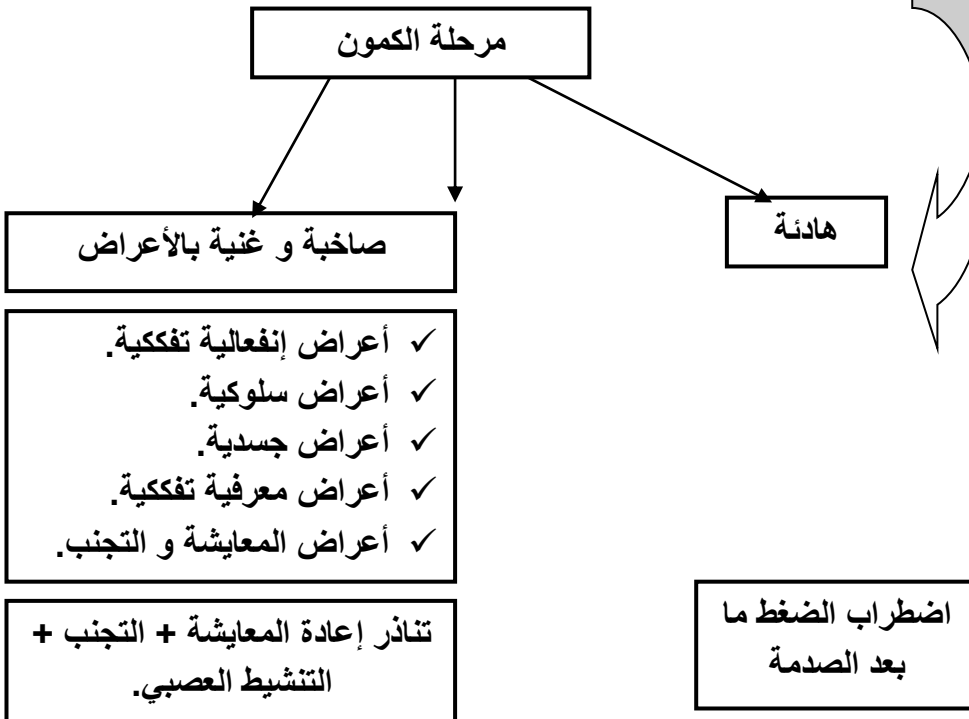 مرحلة الكمون
هادئة
صاخبة و غنية بالأعراض
✓ أعراض إنفعالية تفككية.
✓ أعراض سلوكية.
✓ أعراض جسدية.
✓ أعراض معرفية تفككية.
✓ أعراض المعايشة و التجنب.
اضطراب الضغط ما
بعد الصدمة
تناذر إعادة المعايشة + التجنب +
التنشيط العصبي.